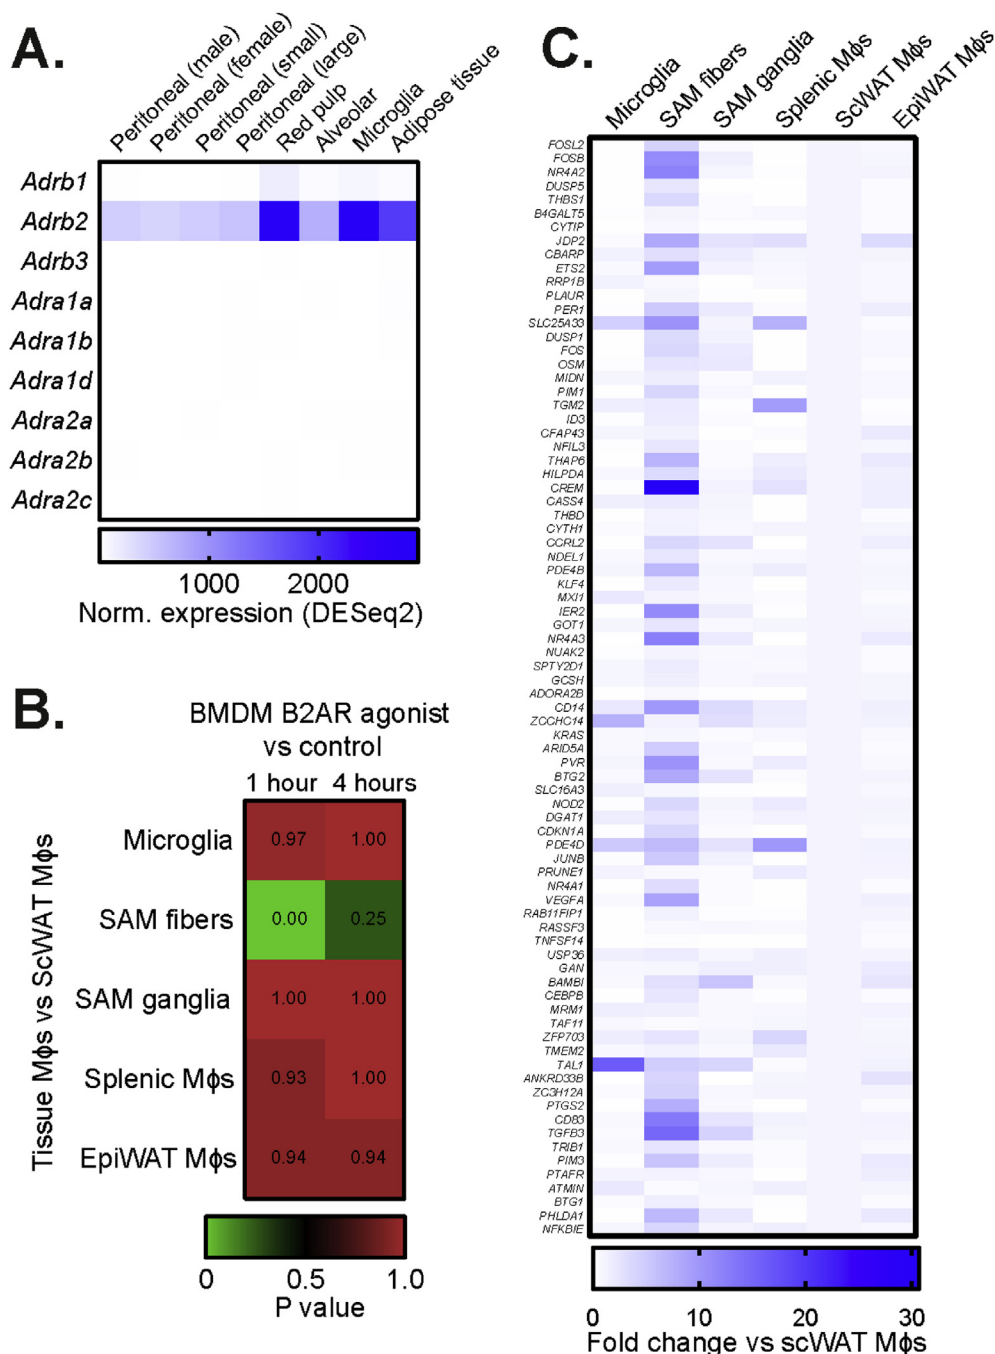 A.
Peritoneal (male)
Peritoneal (female)
Peritoneal (small)
Peritoneal (large)
Red pulp
Alveolar
Microglia
Adipose tissue
Adrb1
Adrb2
Adrb3
Adra1a
Adra1b
Adra1d
Adra2a
Adra2b
Adra2c
1000 2000
Norm. expression (DESeq2)
B.
BMDM B2AR agonist
vs control
1 hour 4 hours
Tissue Mϕs vs ScWAT Mϕs
Microglia 0.97 1.00
SAM fibers 0.00 0.25
SAM ganglia 1.00 1.00
Splenic Mϕs 0.93 1.00
EpiWAT Mϕs 0.94 0.94
0 0.5 1.0
P value
C.
Microglia
SAM fibers
SAM ganglia
Splenic Mϕs
ScWAT Mϕs
EpiWAT Mϕs
FOSL2
FOSB
NR4A2
DUSP5
THBS1
B4GALT5
CYTIP
JDP2
CBARP
ETS2
RRP1B
PLAUR
PER1
SLC25A33
DUSP1
FOS
OSM
MIDN
PIM1
TGM2
ID3
CFAP43
NFIL3
THAP6
HILPDA
CREM
CASS4
THBD
CYTH1
CCRL2
NDEL1
PDE4B
KLF4
MXI1
IER2
GOT1
NR4A3
NUAK2
SPTY2D1
GCSH
ADORA2B
CD14
ZCCHC14
KRAS
ARID5A
PVR
BTG2
SLC16A3
NOD2
DGAT1
CDKN1A
PDE4D
JUNB
PRUNE1
NR4A1
VEGFA
RAB11FIP1
RASSF3
TNFSF14
USP36
GAN
BAMBI
CEBPB
MRM1
TAF11
ZFP703
TMEM2
TAL1
ANKRD33B
ZC3H12A
PTGS2
CD83
TGFB3
TRIB1
PIM3
PTAFR
ATMIN
BTG1
PHLDA1
NFKBIE
0 10 20 30
Fold change vs scWAT Mϕs